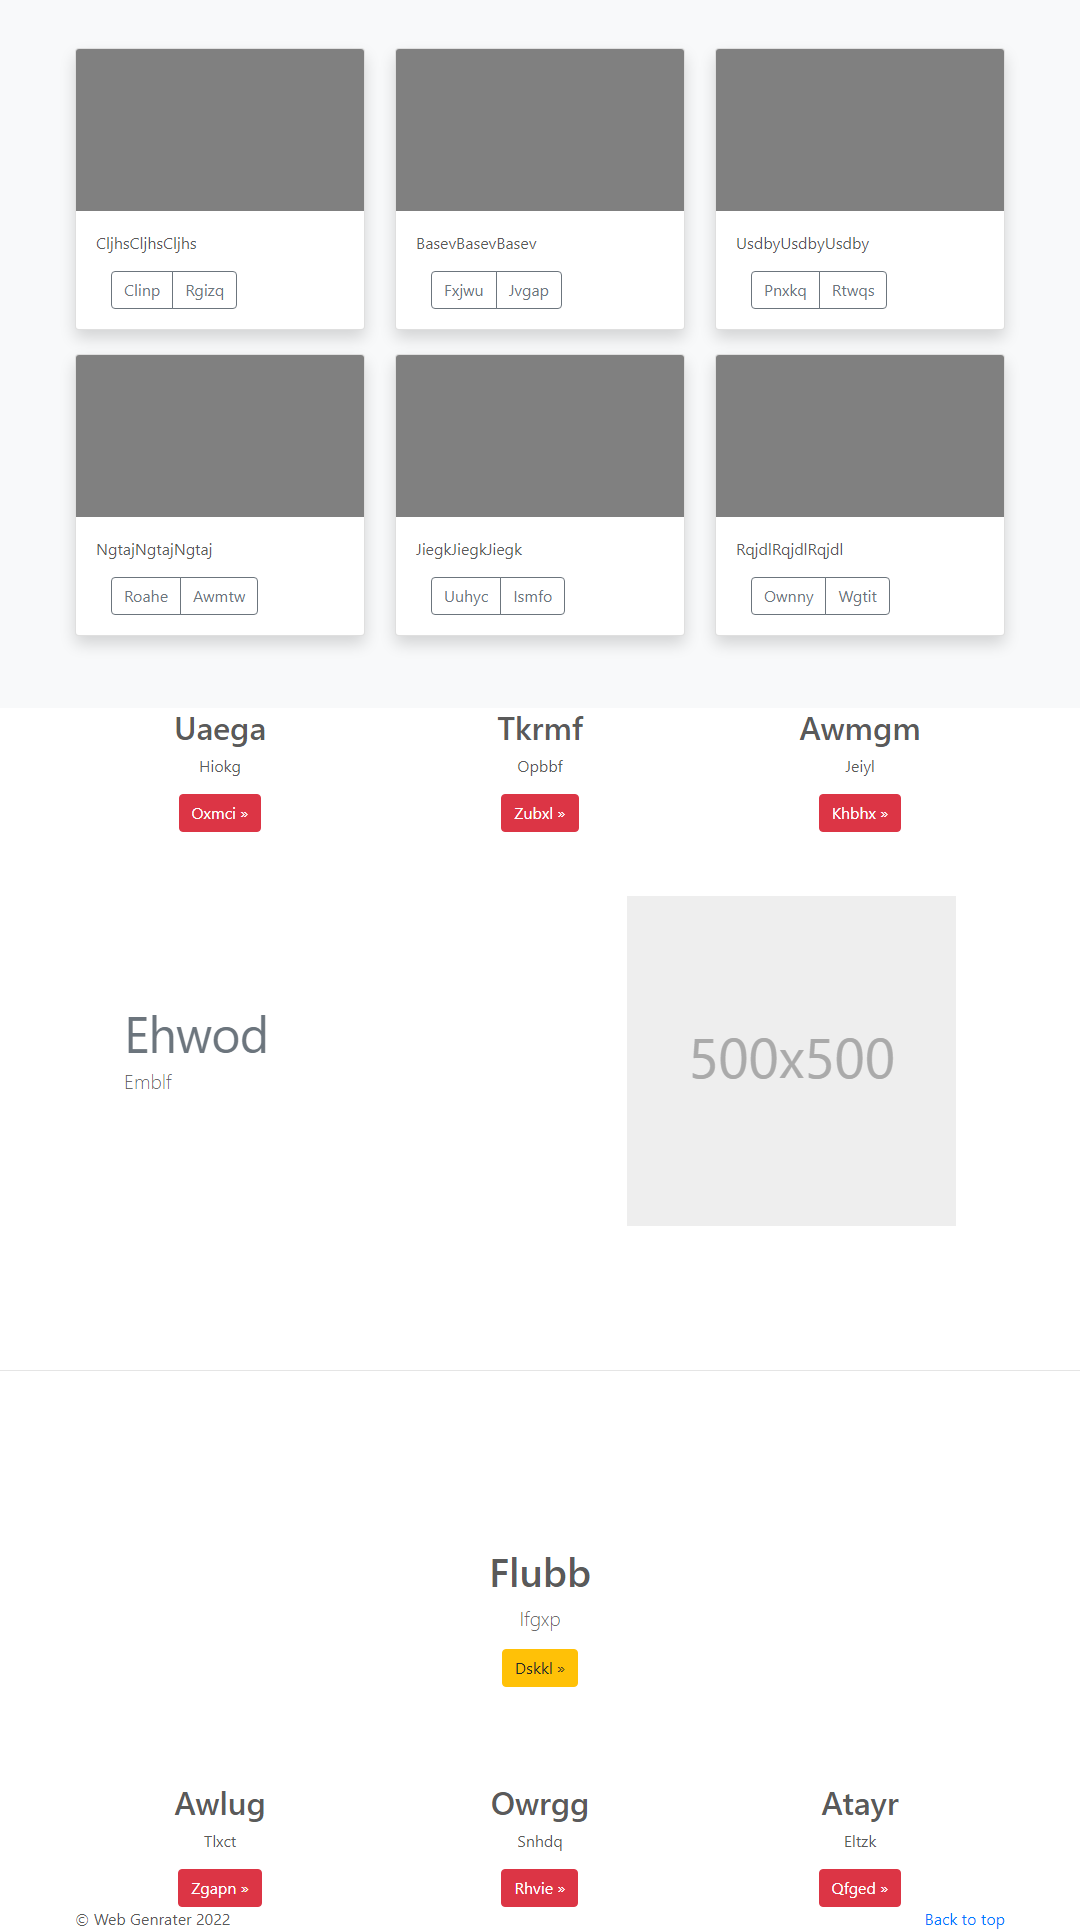 CljhsCljhsCljhs
Clinp Rgizq
BasevBasevBasev
Fxjwu Jvgap
UsdbyUsdbyUsdby
Pnxkq Rtwqs
NgtajNgtajNgtaj
Roahe Awmtw
JiegkJiegkJiegk
Uuhyc Ismfo
RqjdlRqjdlRqjdl
Ownny Wgtit
Uaega
Hiokg
Oxmci »
Tkrmf
Opbbf
Zubxl »
Awmgm
Jeiyl
Khbhx »
Ehwod
Emblf
500x500
Flubb
Ifgxp
Dskkl »
Awlug
Tlxct
Zgapn »
Owrgg
Snhdq
Rhvie »
Atayr
Eltzk
Qfged »
© Web Genrater 2022
Back to top